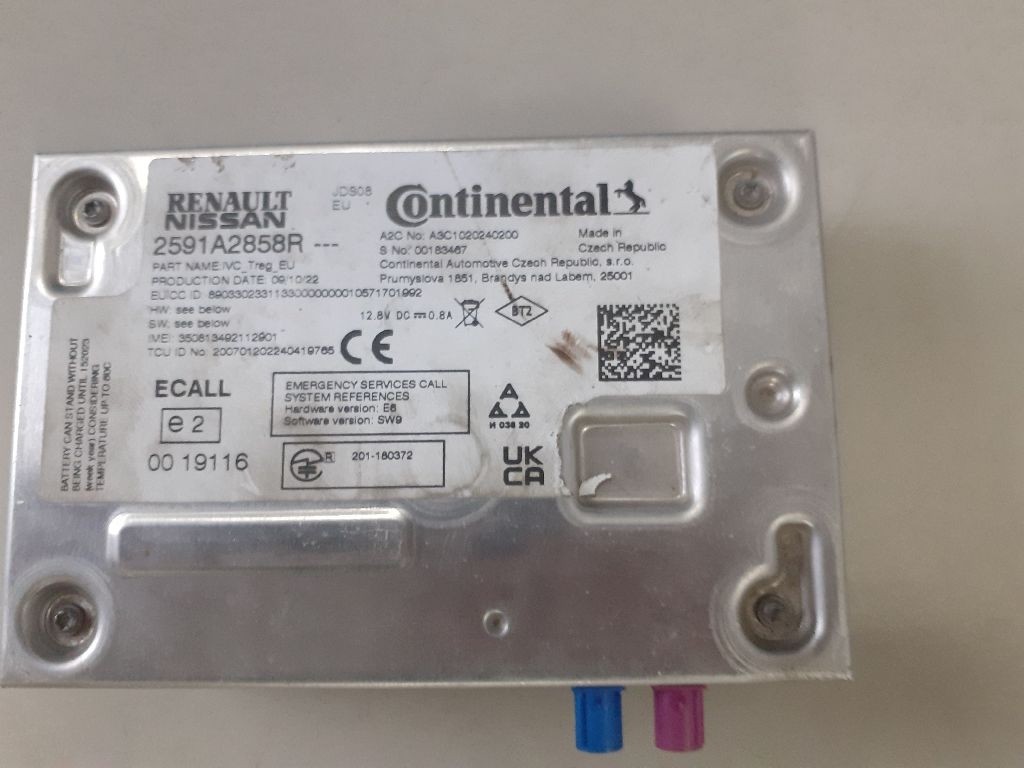 RENAULT
NISSAN
JDS08
EU
Continental
2591A2858R ---
PART NAME:IVC_Treg_EU
PRODUCTION DATE: 09/10/22
EUICC ID: 89033023311330000000010571701992
HW: see below
SW: see below
IMEI: 350813492112901
TCU ID No: 200701202240419765
A2C No: A3C1020240200
S No: 00183467
Made in
Czech Republic
Continental Automotive Czech Republic, s.r.o.
Prumyslova 1851, Brandys nad Labem, 25001
12.8V DC 0.8A
BT2
CE
BATTERY CAN STAND WITHOUT
BEING CHARGED UNTIL 152023
(week year) CONSIDERING
TEMPERATURE UP TO 80C
ECALL
e2
00 19116
EMERGENCY SERVICES CALL
SYSTEM REFERENCES
Hardware version: E6
Software version: SW9
R 201-180372
И 038 20
UK
CA